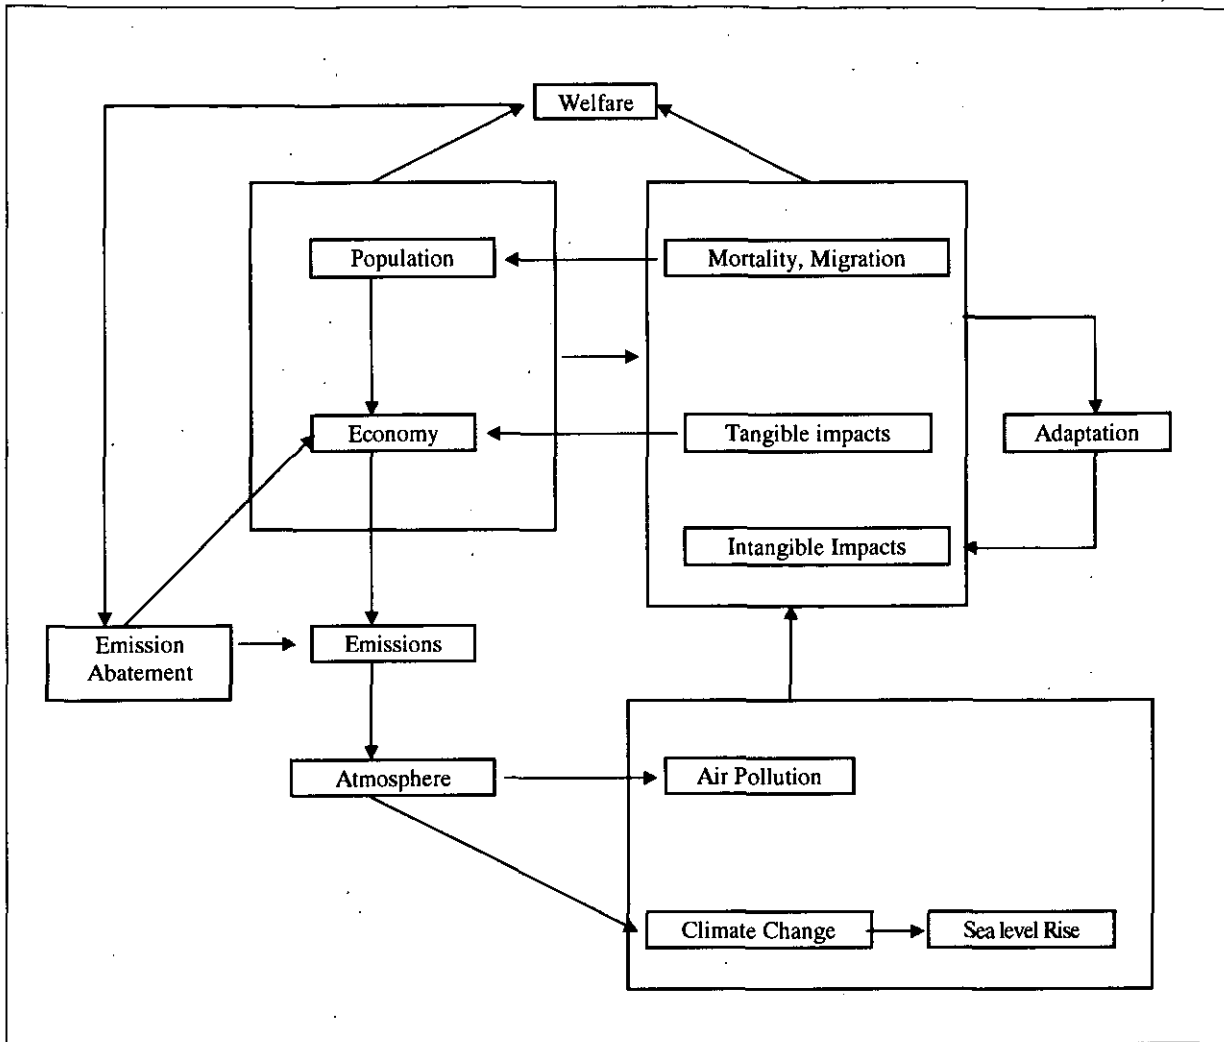 Welfare
Population
Mortality, Migration
Economy
Tangible impacts
Adaptation
Intangible Impacts
Emission
Abatement
Emissions
Atmosphere
Air Pollution
Climate Change
Sea level Rise